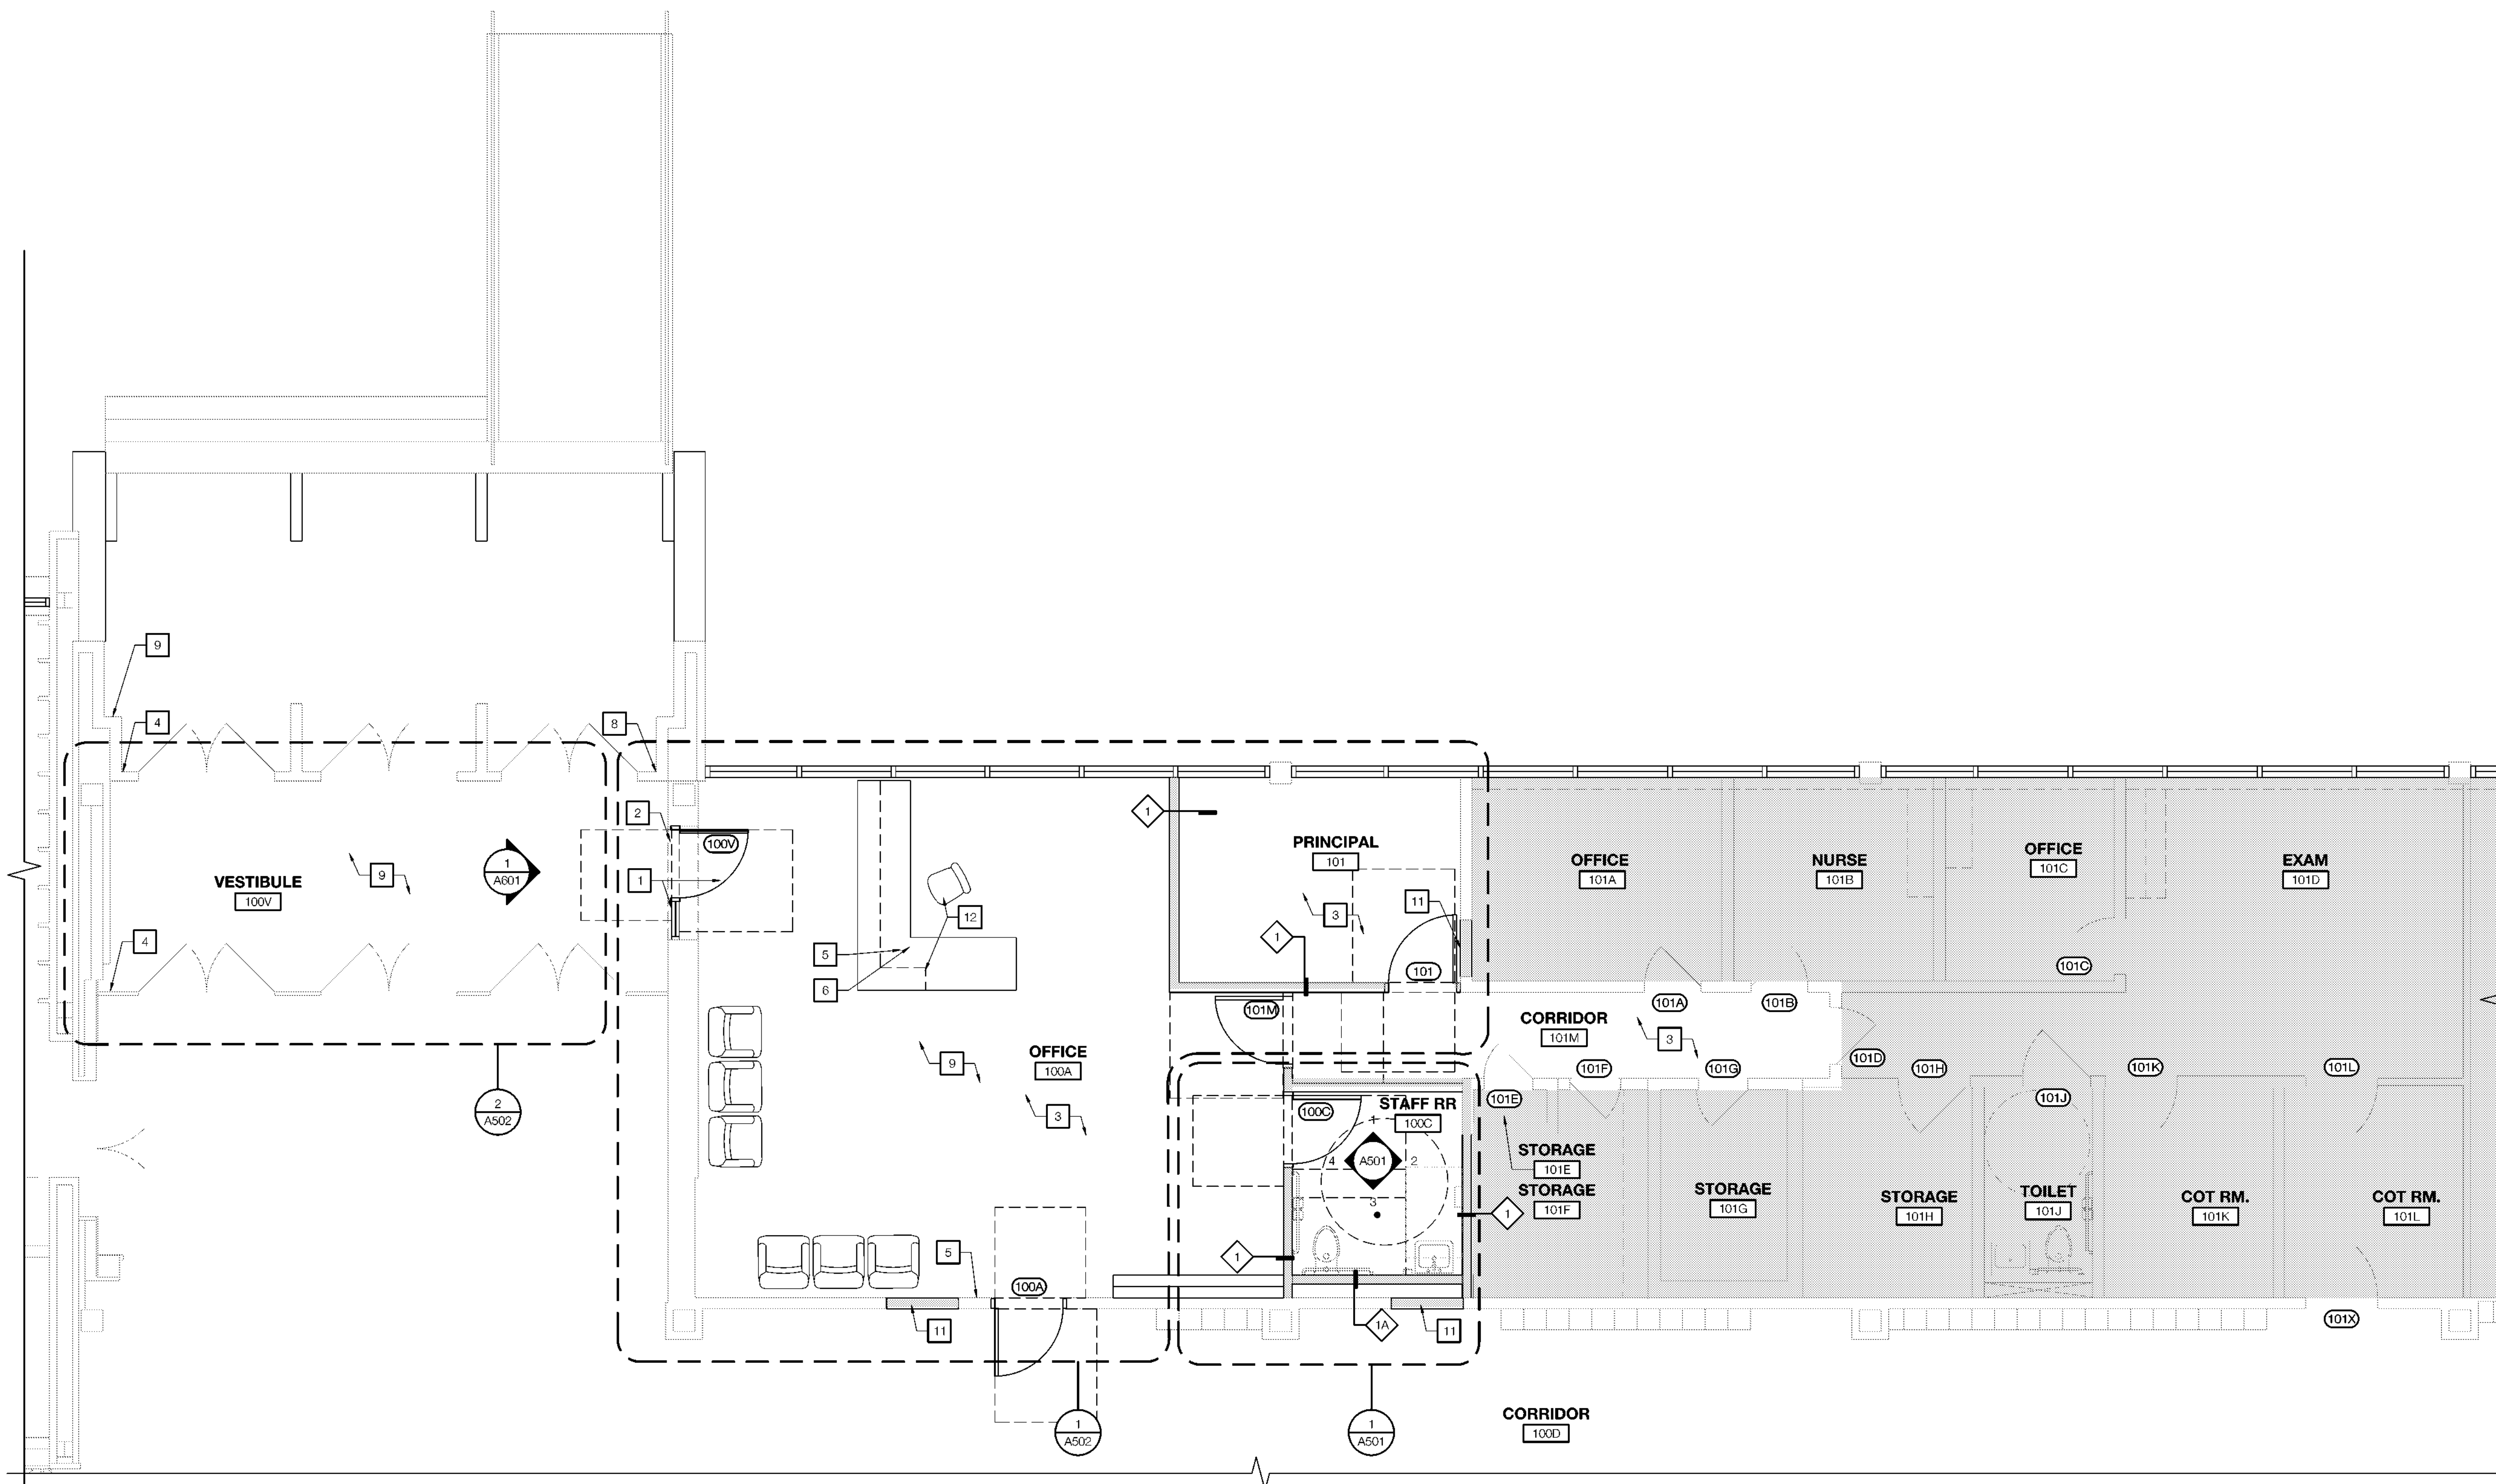 9
4
8
1
2
1
A601
100V
1
9
VESTIBULE
100V
4
2
A502
12
5
6
1
PRINCIPAL
101
3
11
1
101
101M
OFFICE
101A
NURSE
101B
OFFICE
101C
EXAM
101D
101C
101A
101B
CORRIDOR
101M
3
101D
101F
101G
101H
101K
101L
9
OFFICE
100A
3
100C
STAFF RR
100C
101E
101J
1
4
A501
2
3
STORAGE
101E
STORAGE
101F
STORAGE
101G
STORAGE
101H
TOILET
101J
COT RM.
101K
COT RM.
101L
1
1
5
100A
11
1A
11
101X
1
A502
1
A501
CORRIDOR
100D